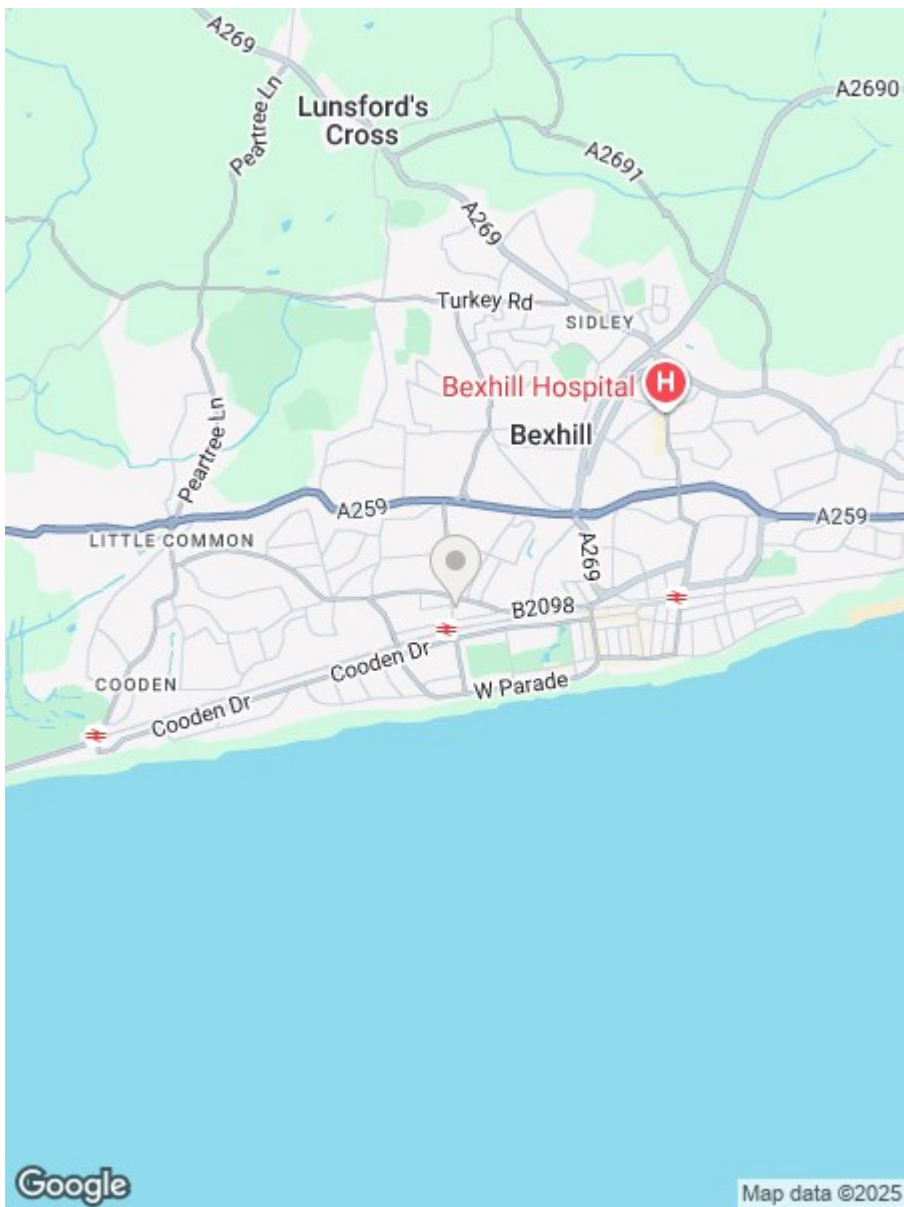 A269
A2690
Lunsford's
Cross
Peartree Ln
A2691
A269
Turkey Rd
SIDLEY
Bexhill Hospital
H
Bexhill
Peartree Ln
A259
A259
LITTLE COMMON
A269
B2098
Cooden Dr
W Parade
COODEN
Cooden Dr
Google
Map data ©2025